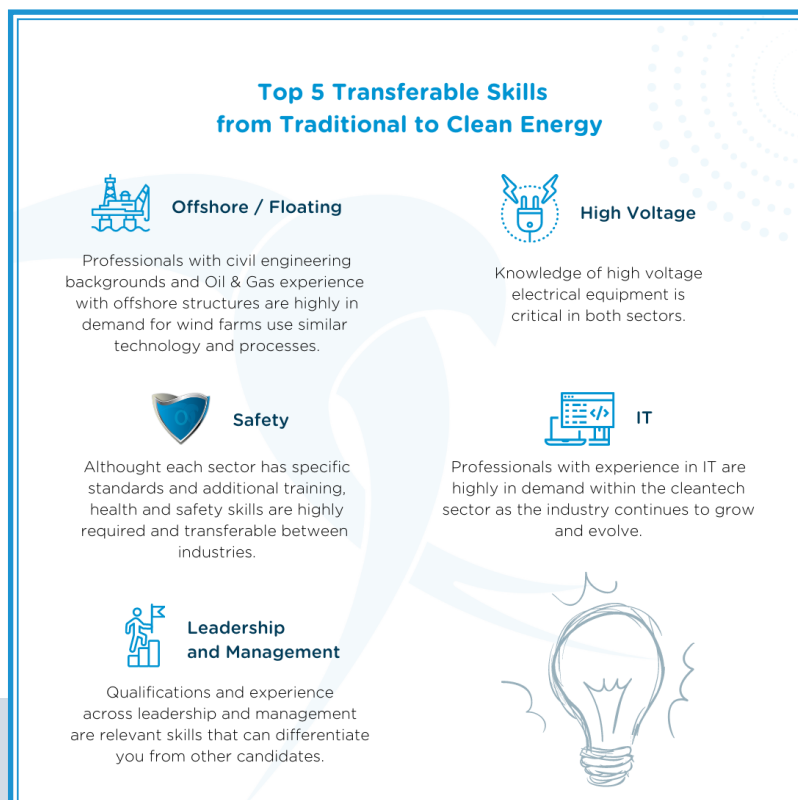 Top 5 Transferable Skills
from Traditional to Clean Energy
Offshore / Floating
Professionals with civil engineering
backgrounds and Oil & Gas experience
with offshore structures are highly in
demand for wind farms use similar
technology and processes.
High Voltage
Knowledge of high voltage
electrical equipment is
critical in both sectors.
Safety
Althought each sector has specific
standards and additional training,
health and safety skills are highly
required and transferable between
industries.
IT
Professionals with experience in IT are
highly in demand within the cleantech
sector as the industry continues to grow
and evolve.
Leadership
and Management
Qualifications and experience
across leadership and management
are relevant skills that can differentiate
you from other candidates.